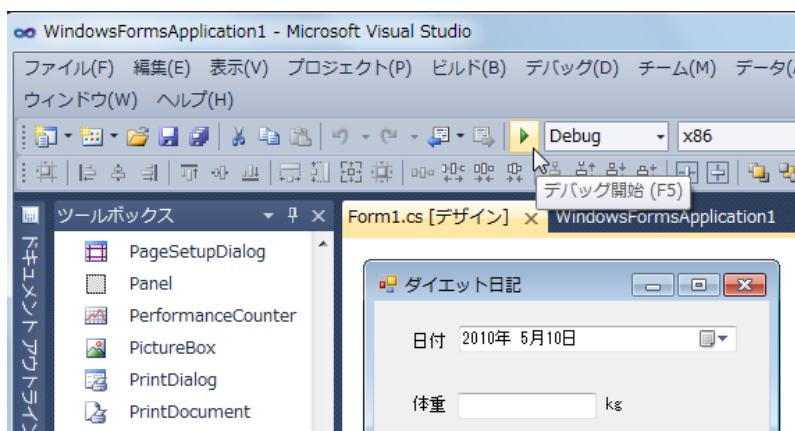 WindowsFormsApplication1 - Microsoft Visual Studio
ファイル(F) 編集(E) 表示(V) プロジェクト(P) ビルド(B) デバッグ(D) チーム(M) データ(
ウィンドウ(W) ヘルプ(H)
Debug x86
デバッグ開始 (F5)
ツールボックス
Form1.cs [デザイン] WindowsFormsApplication1
ドキュメント アウトライン
PageSetupDialog
Panel
PerformanceCounter
PictureBox
PrintDialog
PrintDocument
ダイエット日記
日付 2010年 5月10日
体重 kg